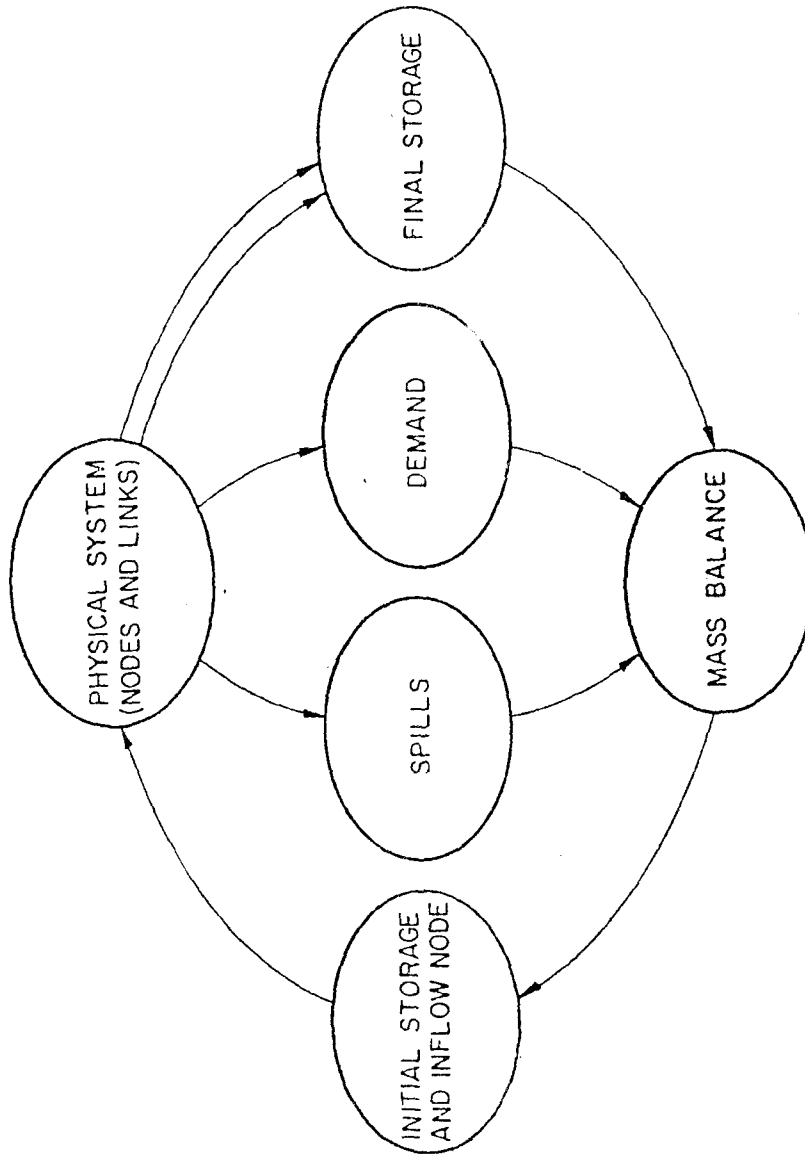 PHYSICAL SYSTEM
(NODES AND LINKS)
INITIAL STORAGE
AND INFLOW NODE
SPILLS
DEMAND
FINAL STORAGE
MASS BALANCE